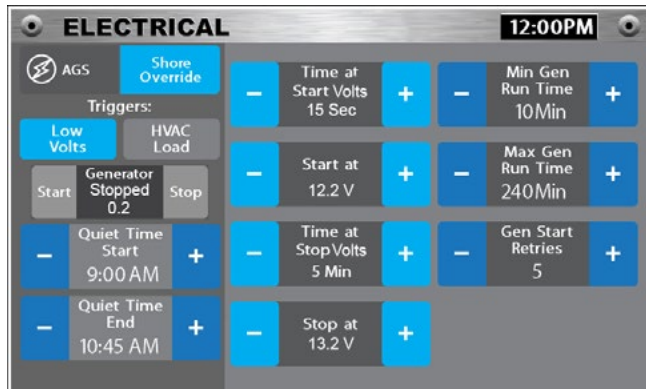 ELECTRICAL
12:00PM
AGS
Shore
Override
Triggers:
Low
Volts
HVAC
Load
Start
Generator
Stopped
0.2
Stop
−
Quiet Time
Start
9:00 AM
+
−
Quiet Time
End
10:45 AM
+
−
Time at
Start Volts
15 Sec
+
−
Start at
12.2 V
+
−
Time at
Stop Volts
5 Min
+
−
Stop at
13.2 V
+
−
Min Gen
Run Time
10Min
+
−
Max Gen
Run Time
240Min
+
−
Gen Start
Retries
5
+